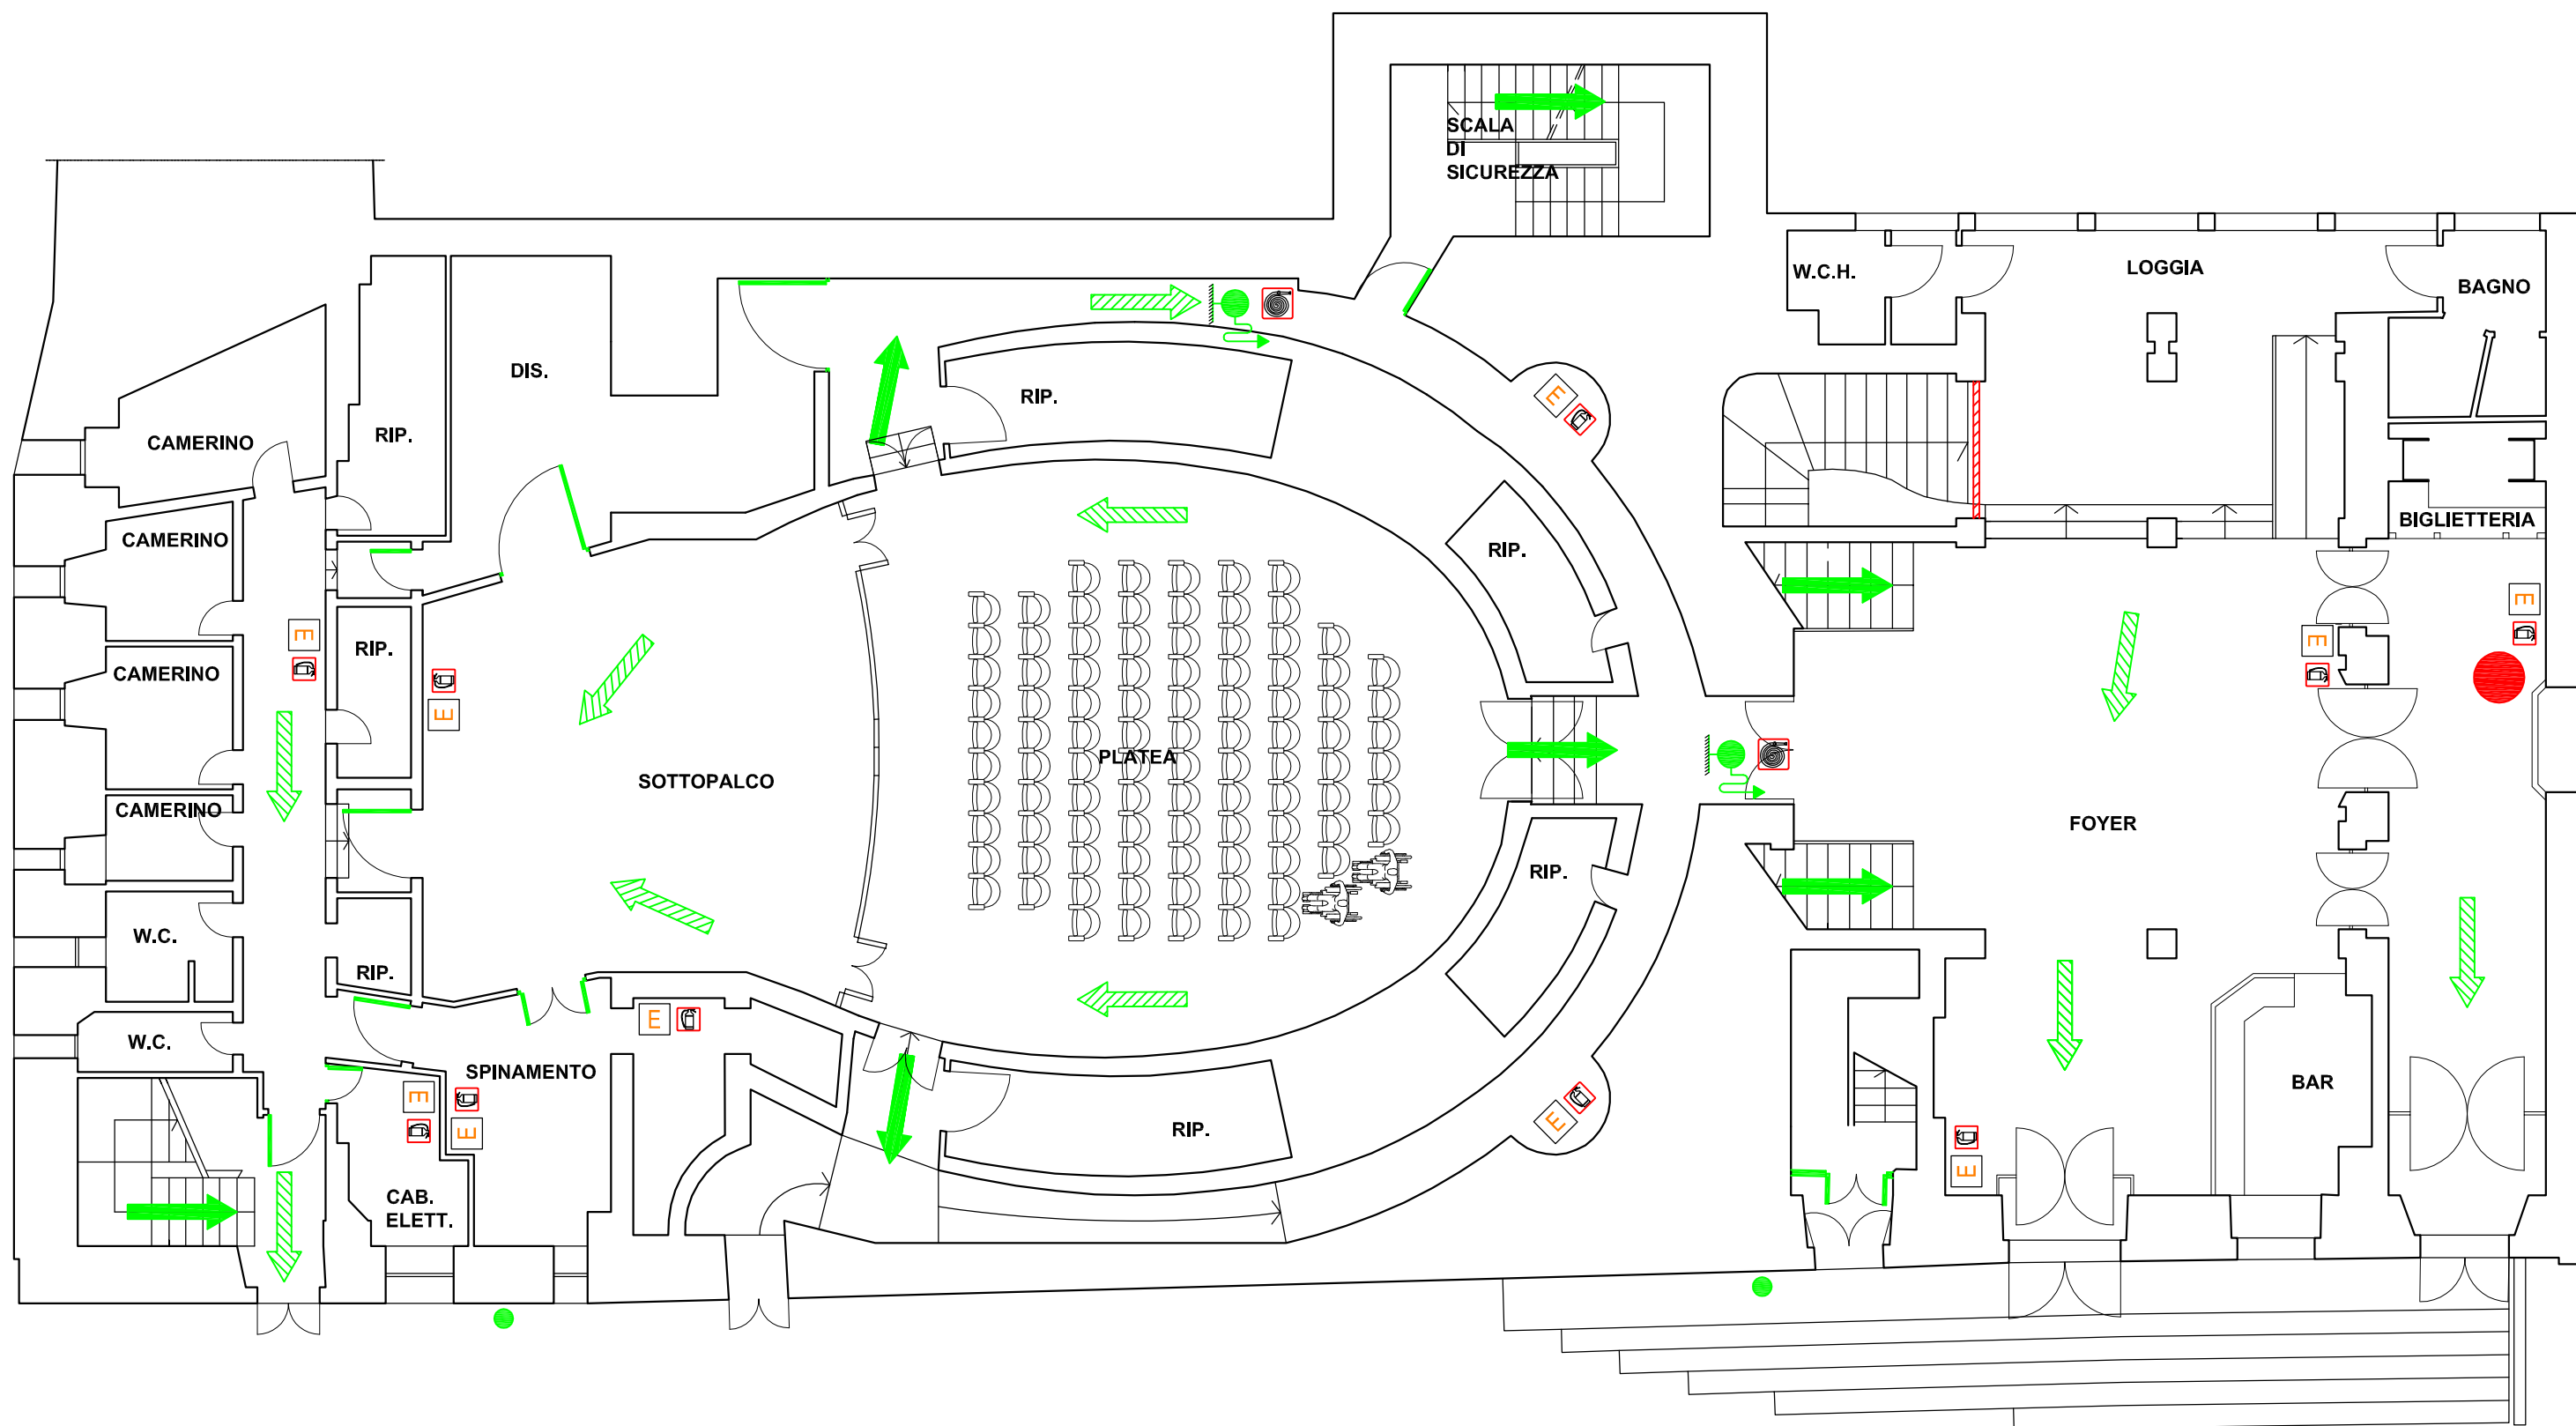 SCALA
DI
SICUREZZA
W.C.H.
LOGGIA
BAGNO
DIS.
RIP.
E
CAMERINO
RIP.
BIGLIETTERIA
CAMERINO
RIP.
E
E
E
RIP.
CAMERINO
E
PLATEA
SOTTOPALCO
CAMERINO
FOYER
RIP.
W.C.
RIP.
E
W.C.
SPINAMENTO
BAR
E
E
E
RIP.
E
CAB.
ELETT.